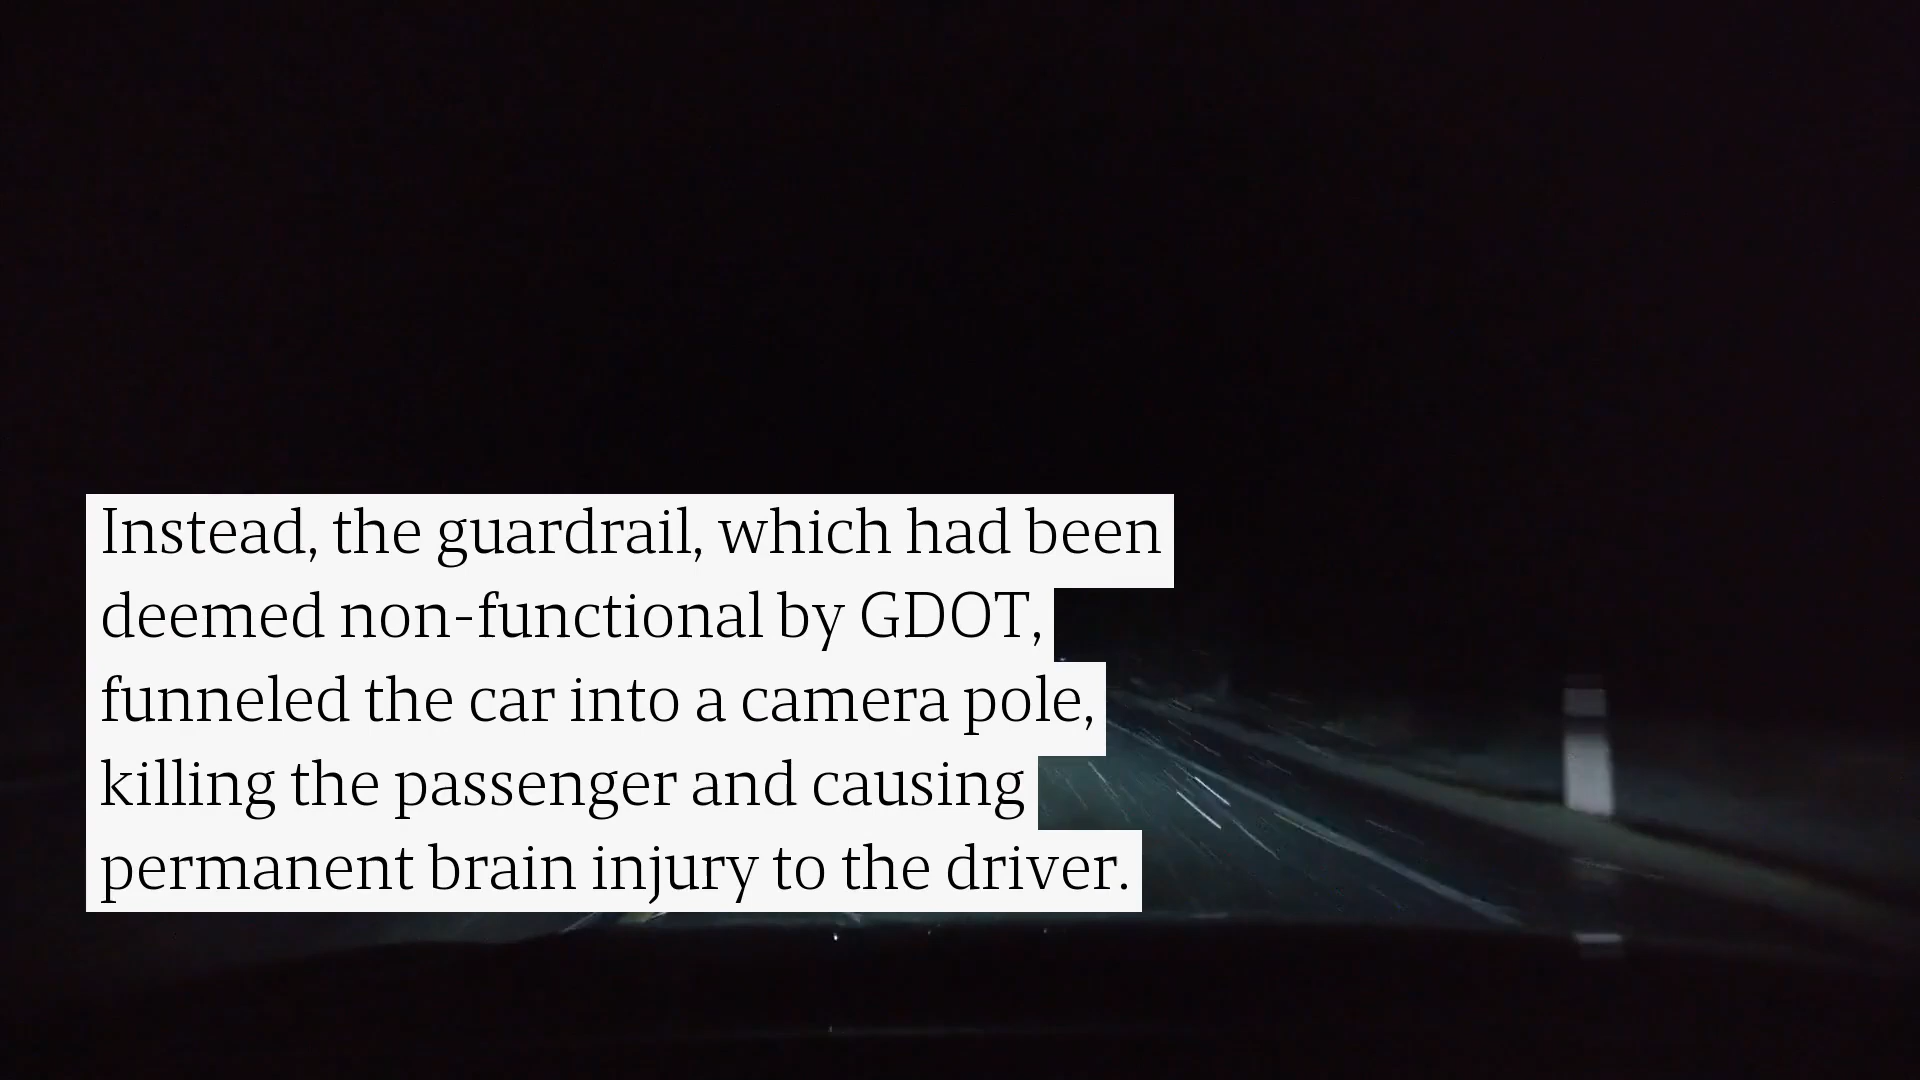 Instead, the guardrail, which had been
deemed non-functional by GDOT,
funneled the car into a camera pole,
killing the passenger and causing
permanent brain injury to the driver.